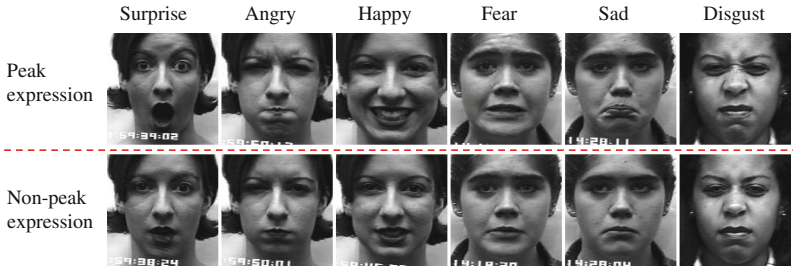 Surprise Angry Happy Fear Sad Disgust
Peak
expression
:59:39:02
14:28:11
Non-peak
expression
:59:38:24
:59:50:01
14:28:04